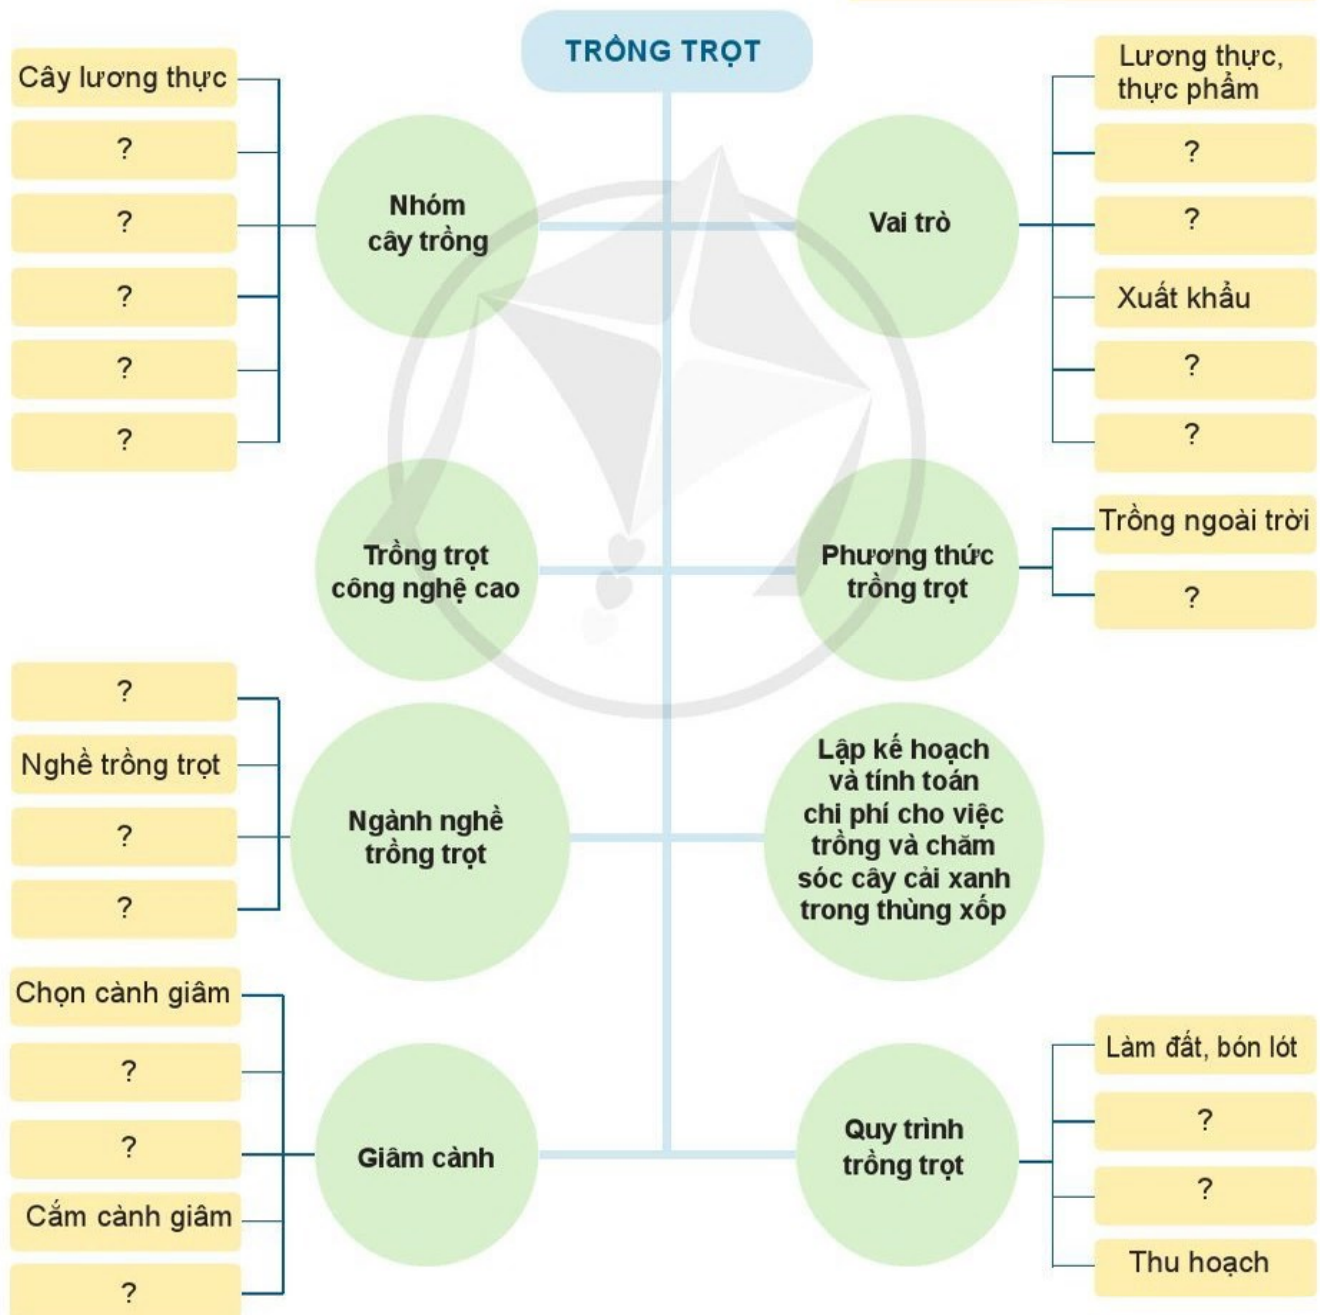 TRỒNG TRỌT
Cây lương thực
?
?
?
?
?
Nhóm
cây trồng
Vai trò
Lương thực,
thực phẩm
?
?
Xuất khẩu
?
?
Trồng trọt
công nghệ cao
Phương thức
trồng trọt
Trồng ngoài trời
?
?
Nghề trồng trọt
?
?
Ngành nghề
trồng trọt
Lập kế hoạch
và tính toán
chi phí cho việc
trồng và chăm
sóc cây cải xanh
trong thùng xốp
Chọn cành giâm
?
?
Cắm cành giâm
?
Giâm cành
Quy trình
trồng trọt
Làm đất, bón lót
?
?
Thu hoạch